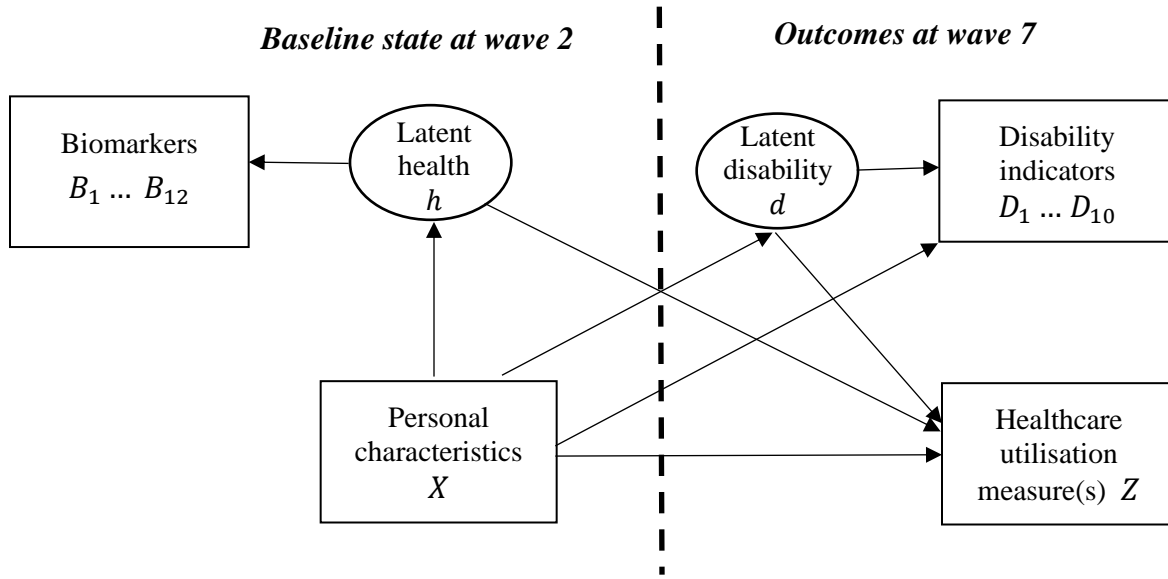 Baseline state at wave 2
Outcomes at wave 7
Biomarkers
B₁ … B₁₂
Latent
health
h
Latent
disability
d
Disability
indicators
D₁ … D₁₀
Personal
characteristics
X
Healthcare
utilisation
measure(s) Z